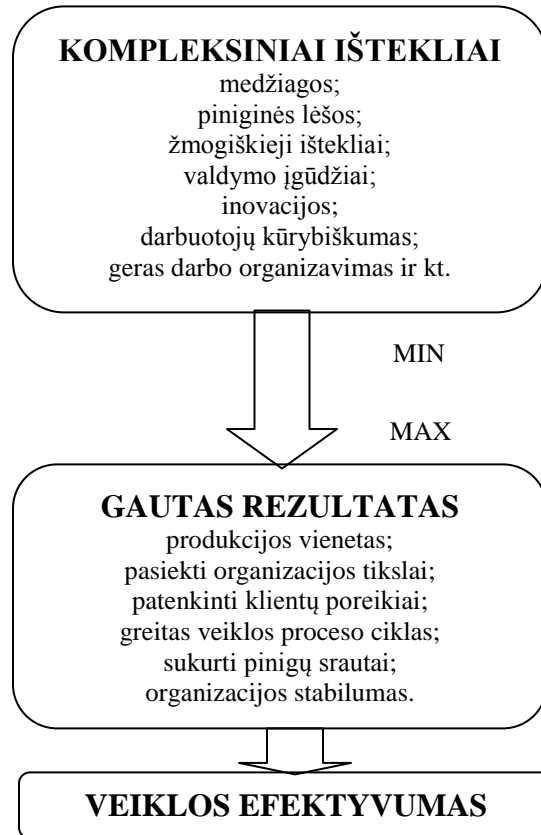 KOMPLEKSINIAI IŠTEKLIAI
medžiagos;
piniginės lėšos;
žmogiškieji ištekliai;
valdymo įgūdžiai;
inovacijos;
darbuotojų kūrybiškumas;
geras darbo organizavimas ir kt.
MIN
MAX
GAUTAS REZULTATAS
produkcijos vienetas;
pasiekti organizacijos tikslai;
patenkinti klientų poreikiai;
greitas veiklos proceso ciklas;
sukurti pinigų srautai;
organizacijos stabilumas.
VEIKLOS EFEKTYVUMAS